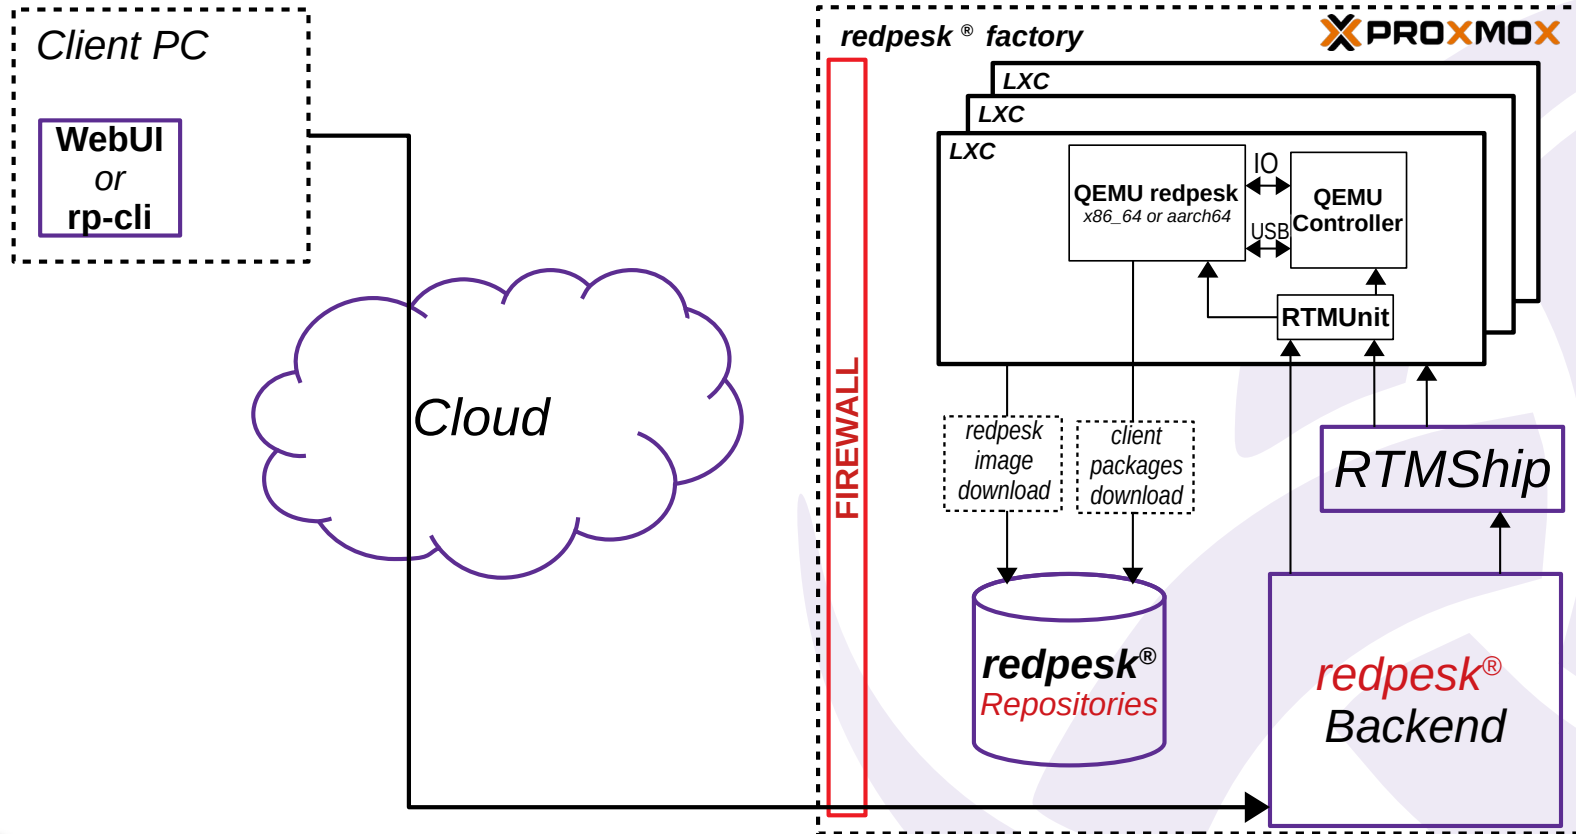 Client PC
WebUI
or
rp-cli
Cloud
redpesk ® factory
PROXMOX
FIREWALL
LXC
LXC
LXC
QEMU redpesk
x86_64 or aarch64
IO
USB
QEMU
Controller
RTMUnit
redpesk
image
download
client
packages
download
RTMShip
redpesk®
Repositories
redpesk®
Backend